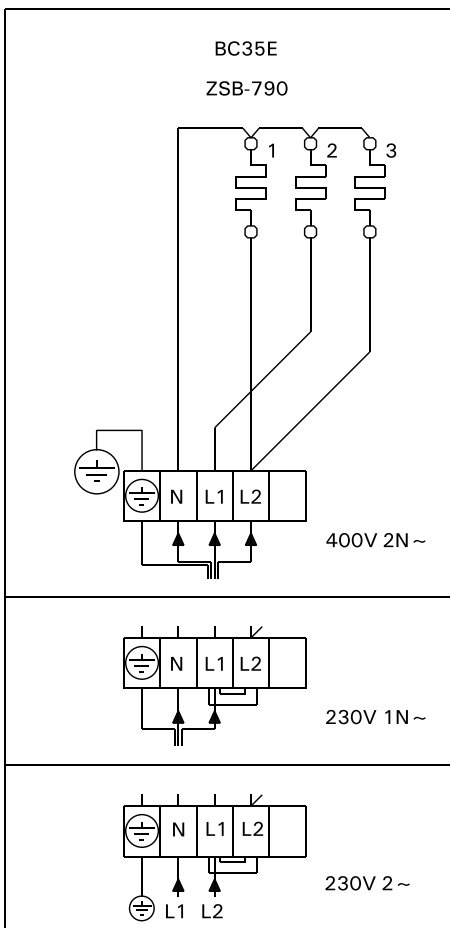 BC35E
ZSB-790
1 2 3
N L1 L2
400V 2N~
N L1 L2
230V 1N~
N L1 L2
230V 2~
L1 L2